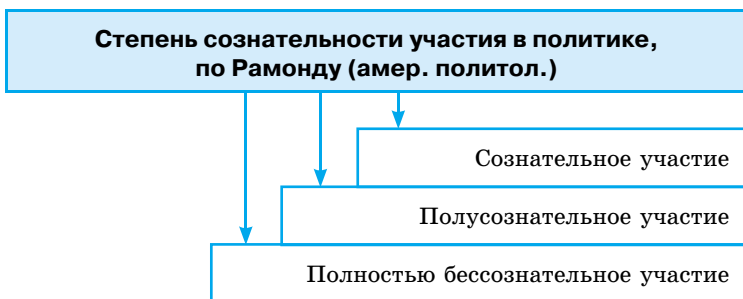 Степень сознательности участия в политике,
по Рамонду (амер. политол.)
Сознательное участие
Полусознательное участие
Полностью бессознательное участие